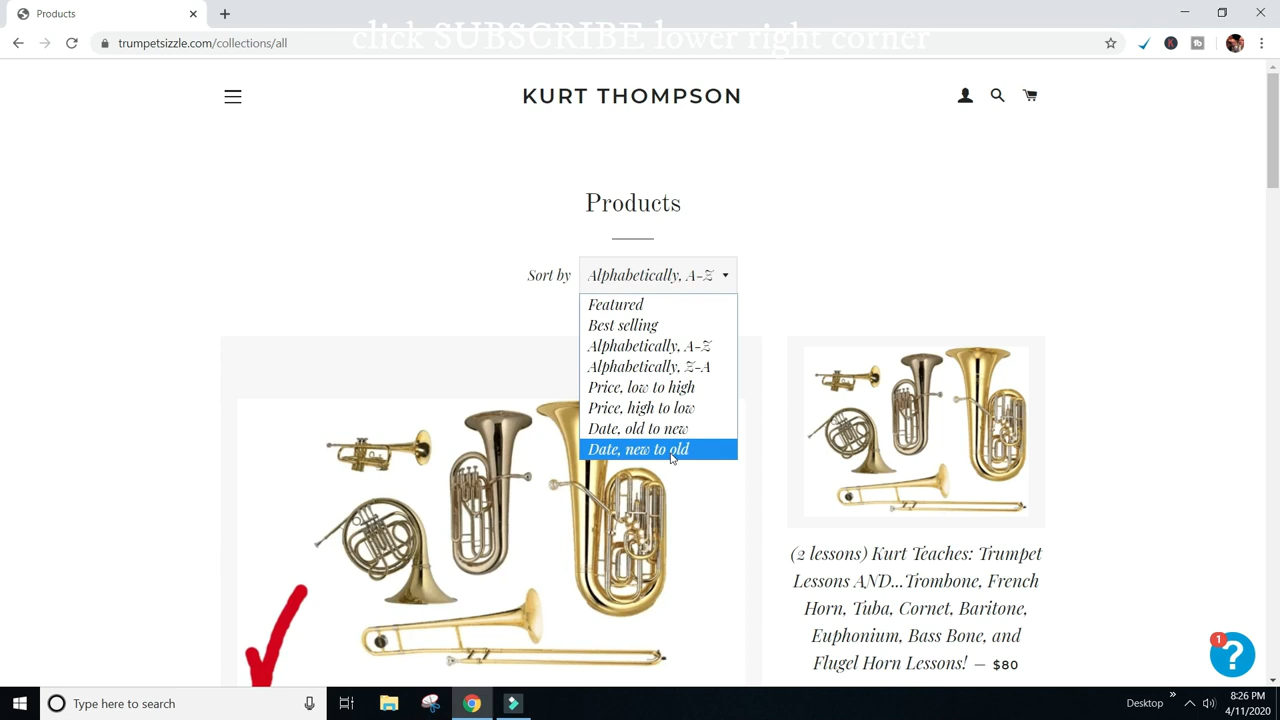 Products
click SUBSCRIBE lower right corner
trumpetsizzle.com/collections/all
K
fb
KURT THOMPSON
Products
Sort by
Alphabetically, A-Z
Featured
Best selling
Alphabetically, A-Z
Alphabetically, Z-A
Price, low to high
Price, high to low
Date, old to new
Date, new to old
(2 lessons) Kurt Teaches: Trumpet
Lessons AND...Trombone, French
Horn, Tuba, Cornet, Baritone,
Euphonium, Bass Bone, and
Flugel Horn Lessons! — $80
1
?
Type here to search
Desktop
»
8:26 PM
4/11/2020